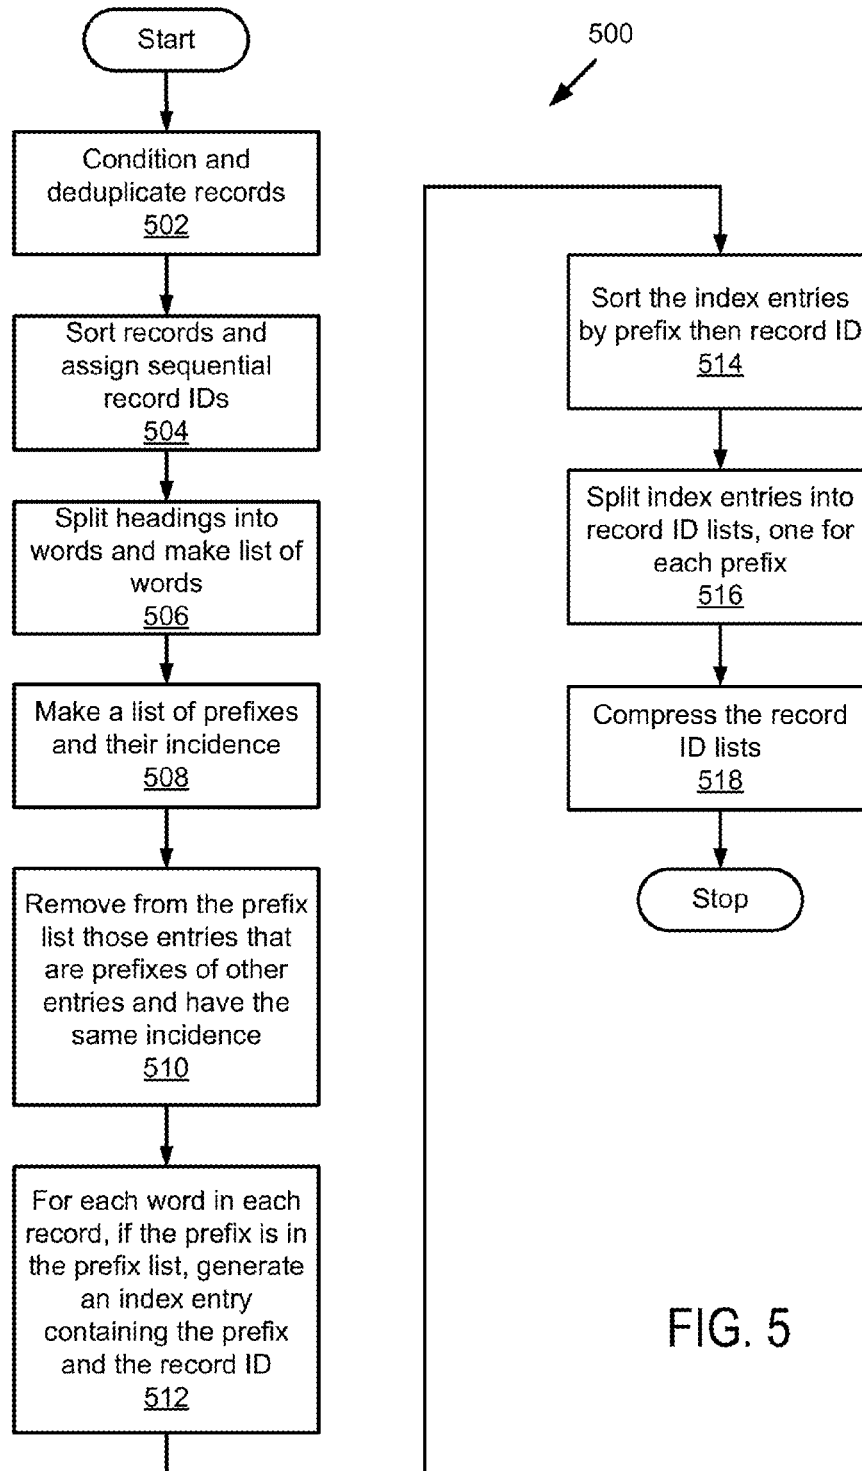 Start
500
Condition and
deduplicate records
502
Sort records and
assign sequential
record IDs
504
Split headings into
words and make list of
words
506
Make a list of prefixes
and their incidence
508
Remove from the prefix
list those entries that
are prefixes of other
entries and have the
same incidence
510
For each word in each
record, if the prefix is in
the prefix list, generate
an index entry
containing the prefix
and the record ID
512
Sort the index entries
by prefix then record ID
514
Split index entries into
record ID lists, one for
each prefix
516
Compress the record
ID lists
518
Stop
FIG. 5